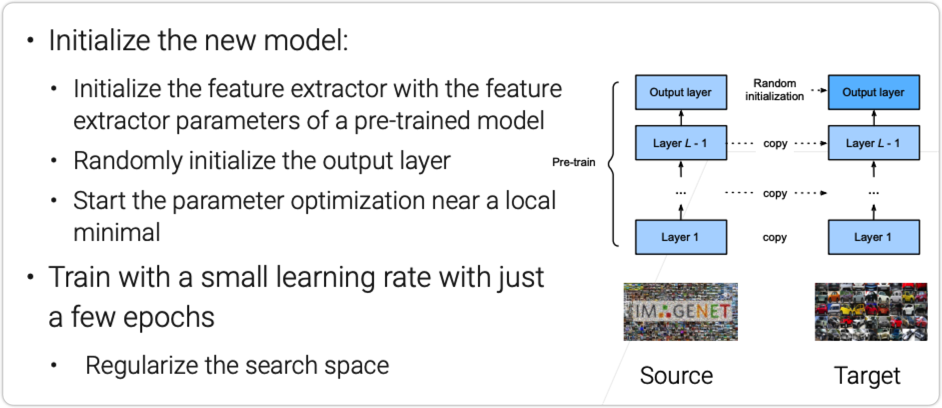 • Initialize the new model:
• Initialize the feature extractor with the feature
extractor parameters of a pre-trained model
• Randomly initialize the output layer
• Start the parameter optimization near a local
minimal
• Train with a small learning rate with just
a few epochs
• Regularize the search space
Output layer
Random
initialization
Output layer
Layer L - 1
copy
Layer L - 1
Pre-train
...
copy
...
Layer 1
copy
Layer 1
IMAGENET
Source
Target